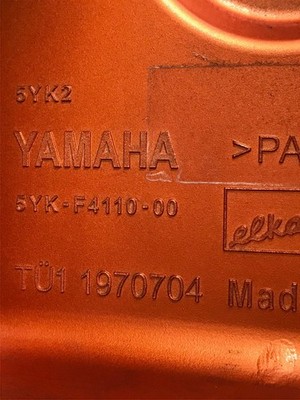 5YK2
YAMAHA >PA
5YK-F4110-00
elka
TÜ1 1970704 Mad